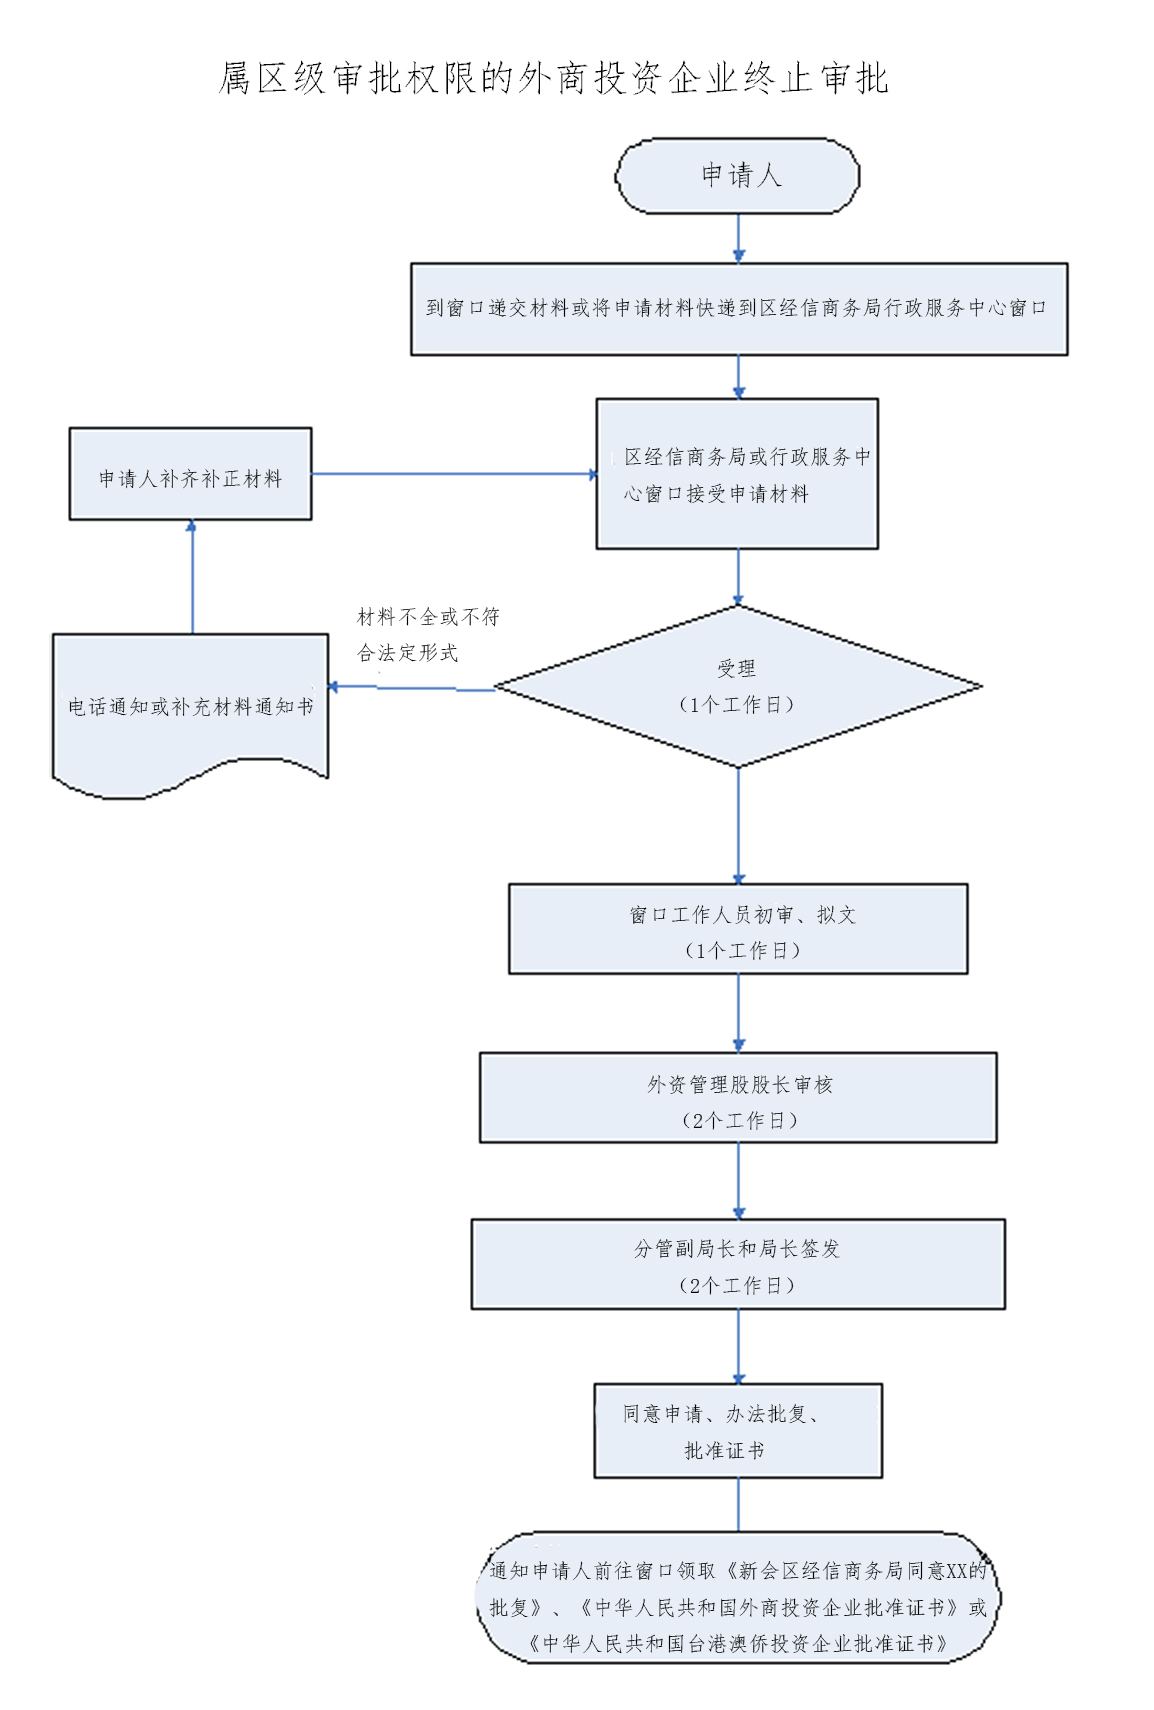 属区级审批权限的外商投资企业终止审批
申请人
到窗口递交材料或将申请材料快递到区经信商务局行政服务中心窗口
区经信商务局或行政服务中
心窗口接受申请材料
申请人补齐补正材料
材料不全或不符
合法定形式
受理
（1个工作日）
电话通知或补充材料通知书
窗口工作人员初审、拟文
（1个工作日）
外资管理股股长审核
（2个工作日）
分管副局长和局长签发
（2个工作日）
同意申请、办法批复、
批准证书
通知申请人前往窗口领取《新会区经信商务局同意XX的
批复》、《中华人民共和国外商投资企业批准证书》或
《中华人民共和国台港澳侨投资企业批准证书》